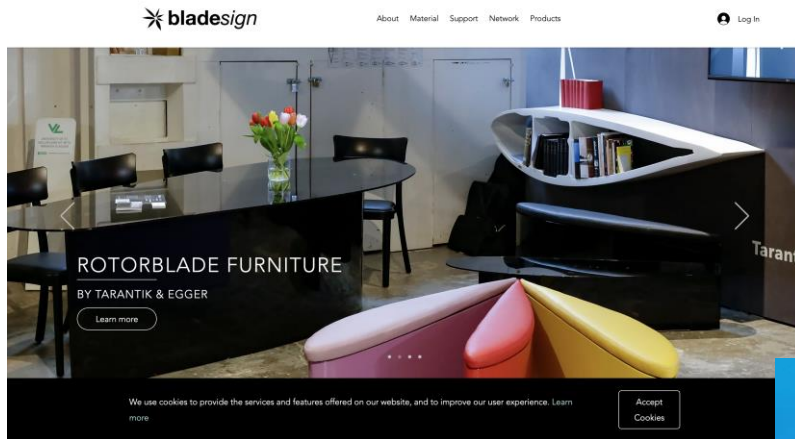 bladesign
About Material Support Network Products
Log In
VL
Taran
ROTORBLADE FURNITURE
BY TARANTIK & EGGER
Learn more
We use cookies to provide the services and features offered on our website, and to improve our user experience. Learn
more
Accept
Cookies